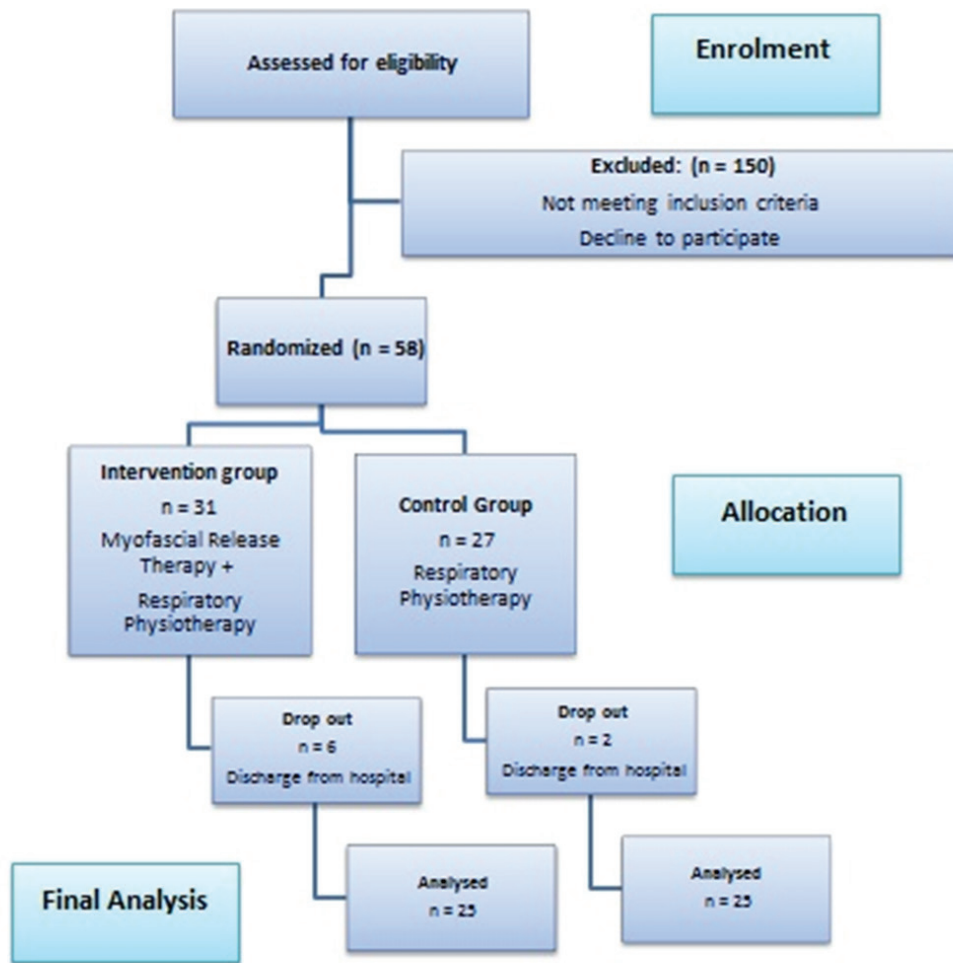 Assessed for eligibility
Enrolment
Excluded: (n = 150)
Not meeting inclusion criteria
Decline to participate
Randomized (n = 58)
Intervention group
n = 31
Myofascial Release
Therapy +
Respiratory
Physiotherapy
Control Group
n = 27
Respiratory
Physiotherapy
Allocation
Drop out
n = 6
Discharge from hospital
Drop out
n = 2
Discharge from hospital
Analysed
n = 25
Analysed
n = 25
Final Analysis